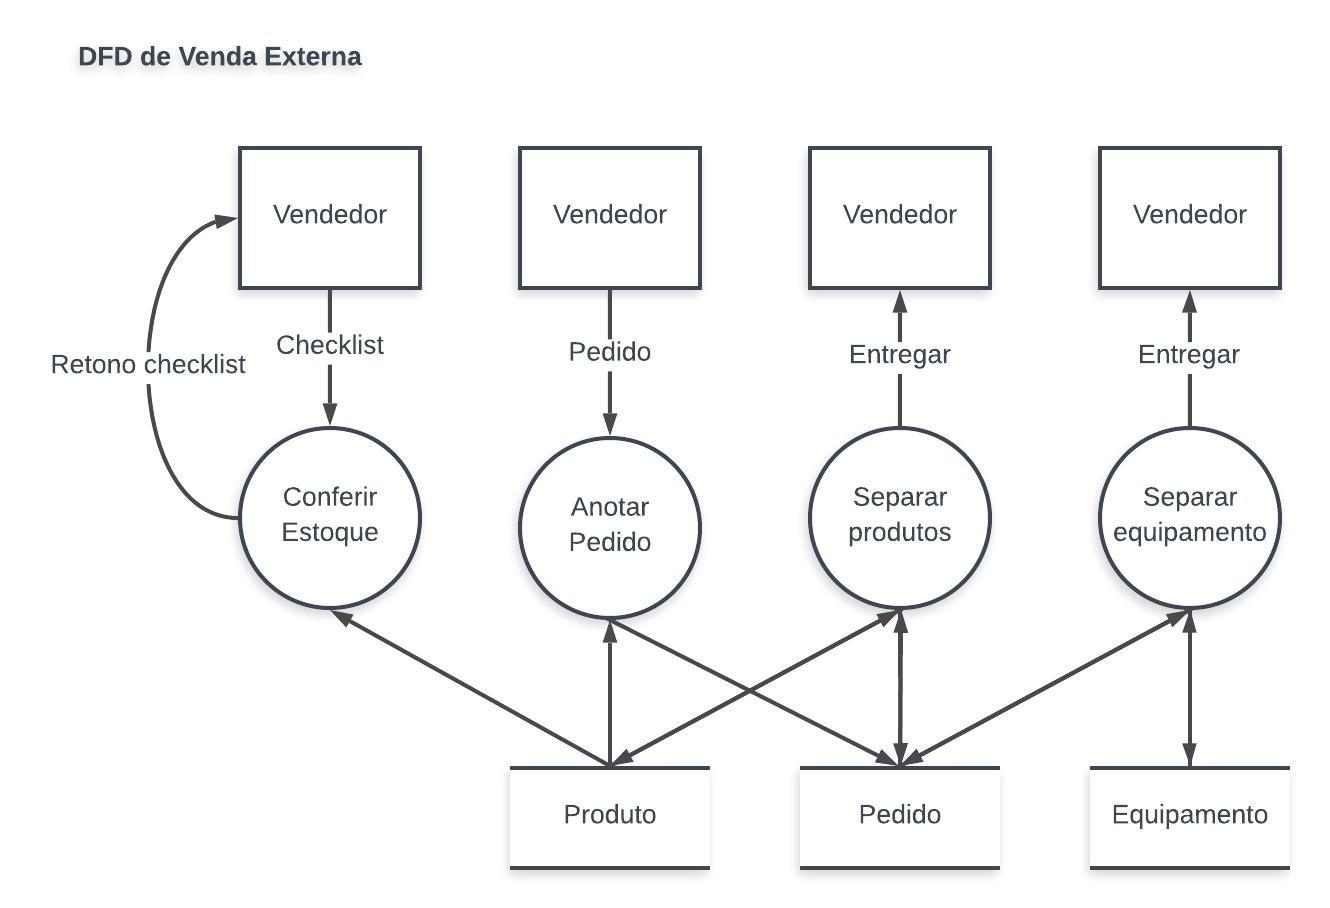 DFD de Venda Externa
Vendedor
Vendedor
Vendedor
Vendedor
Retono checklist
Checklist
Pedido
Entregar
Entregar
Conferir
Estoque
Anotar
Pedido
Separar
produtos
Separar
equipamento
Produto
Pedido
Equipamento